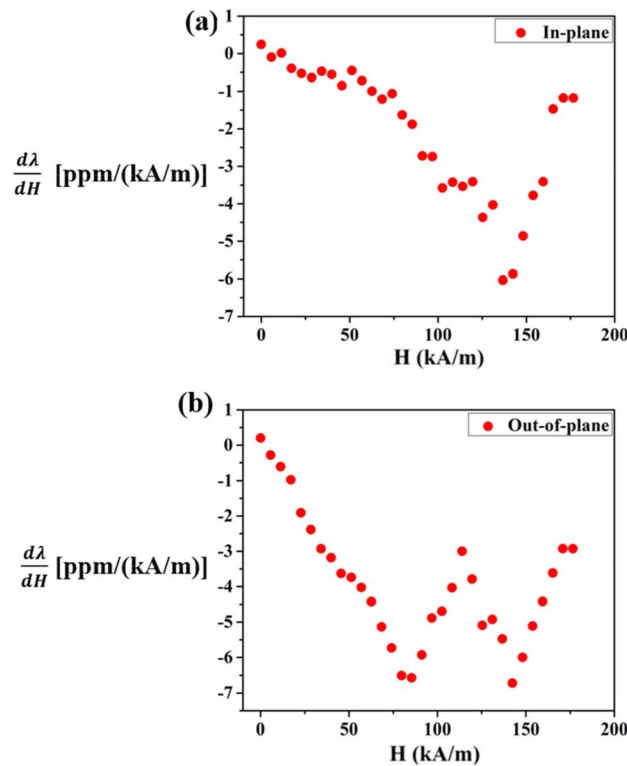 (a)
In-plane
1
0
-1
-2
-3
-4
-5
-6
-7
dλ
dH
[ppm/(kA/m)]
0 50 100 150 200
H (kA/m)
(b)
Out-of-plane
1
0
-1
-2
-3
-4
-5
-6
-7
dλ
dH
[ppm/(kA/m)]
0 50 100 150 200
H (kA/m)